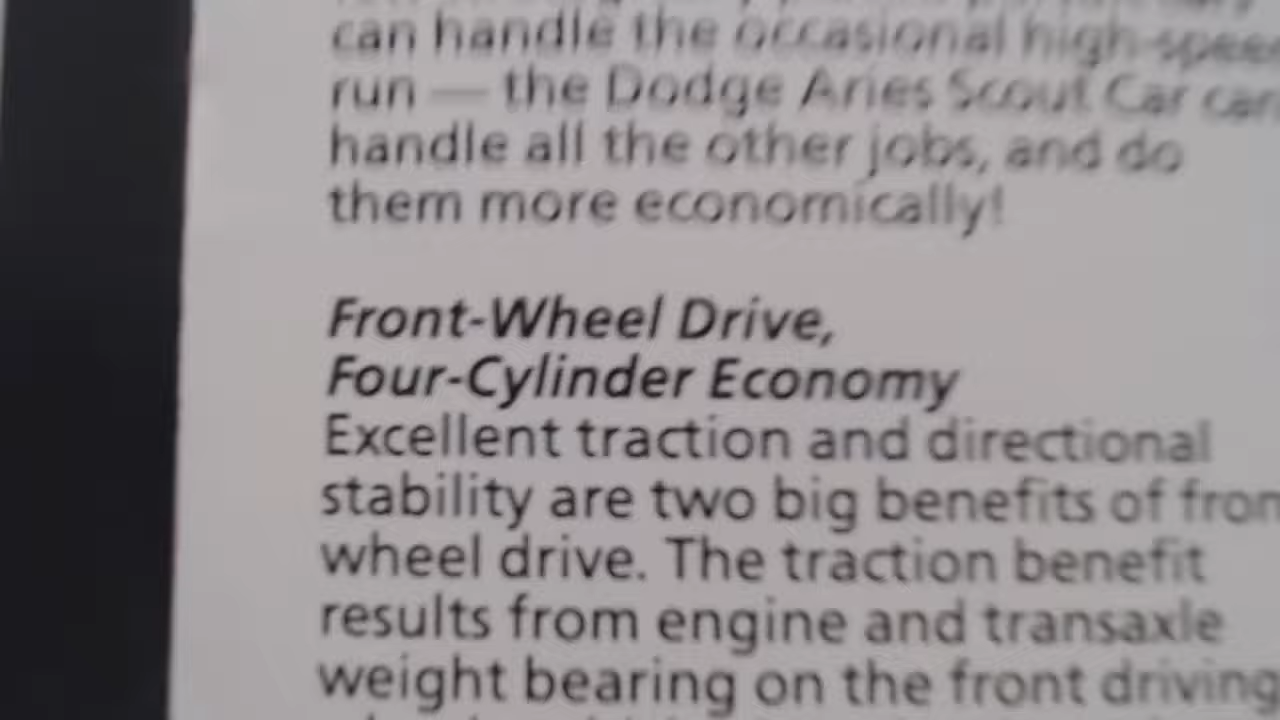 can handle the occasional high-speed
run — the Dodge Aries Scout Car can
handle all the other jobs, and do
them more economically!
Front-Wheel Drive,
Four-Cylinder Economy
Excellent traction and directional
stability are two big benefits of fron
wheel drive. The traction benefit
results from engine and transaxle
weight bearing on the front driving